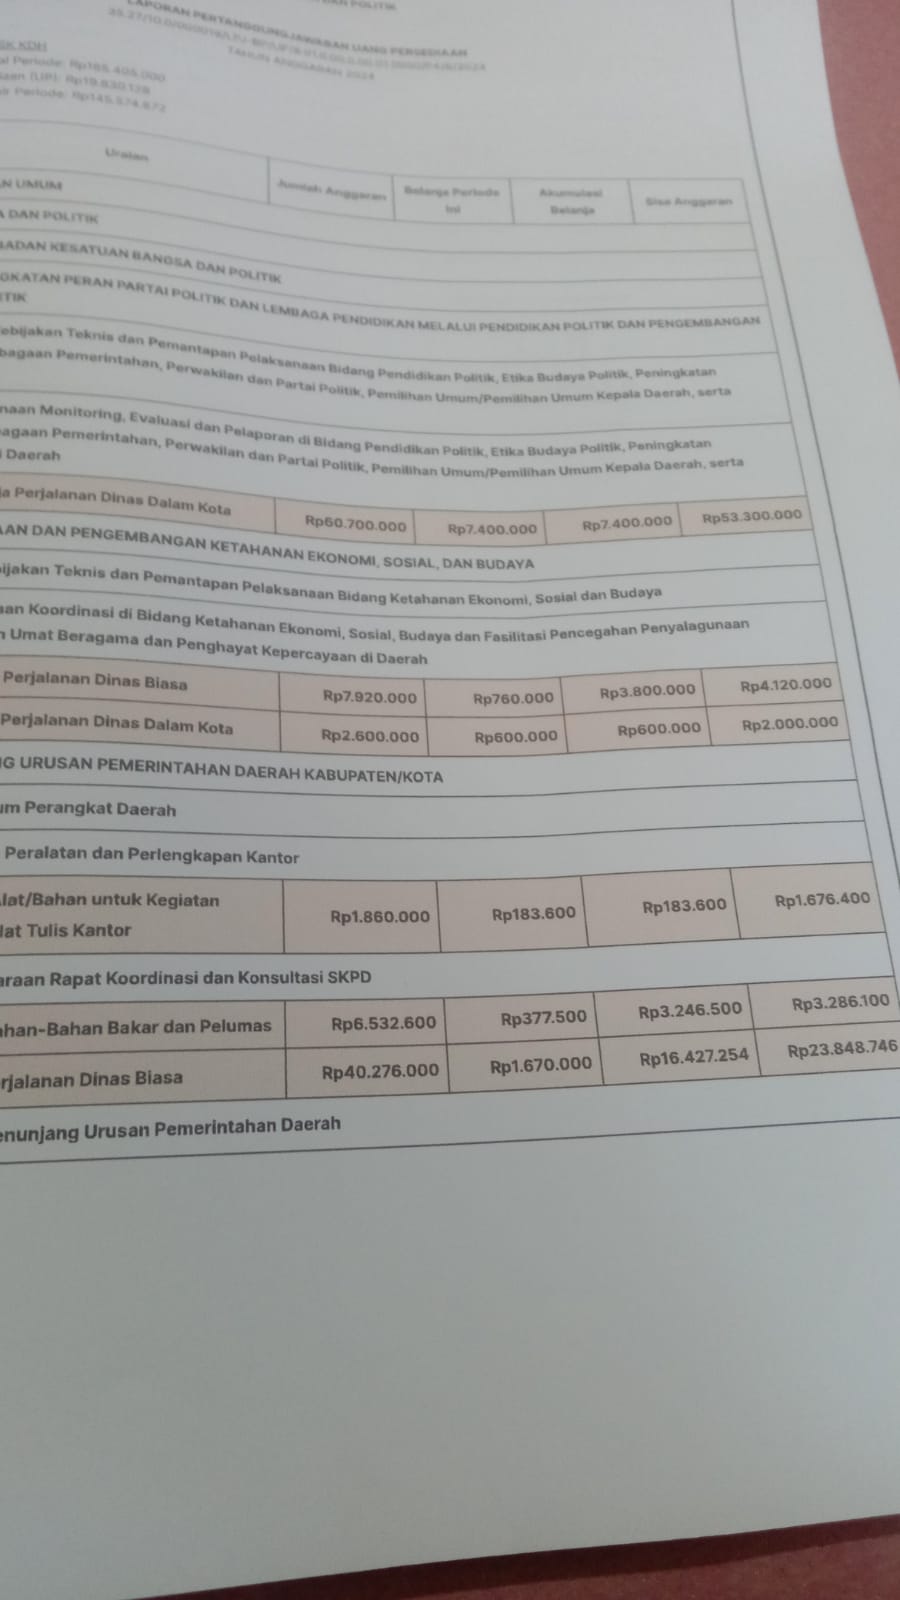 DAN POLITIK
LAPORAN PERTANGGUNGJAWABAN UANG PERSEDIAAN
TAHUN ANGGARAN 2024
SK KDH
al Periode: Rp165.405.000
aan (UP): Rp19.830.128
ir Periode: Rp145.574.872
Uraian
Jumlah Anggaran
Belanja Periode Ini
Akumulasi Belanja
Sisa Anggaran
AN UMUM
A DAN POLITIK
BADAN KESATUAN BANGSA DAN POLITIK
GKATAN PERAN PARTAI POLITIK DAN LEMBAGA PENDIDIKAN MELALUI PENDIDIKAN POLITIK DAN PENGEMBANGAN
ITIK
ebijakan Teknis dan Pemantapan Pelaksanaan Bidang Pendidikan Politik, Etika Budaya Politik, Peningkatan
bagaan Pemerintahan, Perwakilan dan Partai Politik, Pemilihan Umum/Pemilihan Umum Kepala Daerah, serta
naan Monitoring, Evaluasi dan Pelaporan di Bidang Pendidikan Politik, Etika Budaya Politik, Peningkatan
agaan Pemerintahan, Perwakilan dan Partai Politik, Pemilihan Umum/Pemilihan Umum Kepala Daerah, serta
i Daerah
ja Perjalanan Dinas Dalam Kota Rp60.700.000 Rp7.400.000 Rp7.400.000 Rp53.300.000
AAN DAN PENGEMBANGAN KETAHANAN EKONOMI, SOSIAL, DAN BUDAYA
ijakan Teknis dan Pemantapan Pelaksanaan Bidang Ketahanan Ekonomi, Sosial dan Budaya
aan Koordinasi di Bidang Ketahanan Ekonomi, Sosial, Budaya dan Fasilitasi Pencegahan Penyalagunaan
n Umat Beragama dan Penghayat Kepercayaan di Daerah
Perjalanan Dinas Biasa Rp7.920.000 Rp760.000 Rp3.800.000 Rp4.120.000
Perjalanan Dinas Dalam Kota Rp2.600.000 Rp600.000 Rp600.000 Rp2.000.000
NG URUSAN PEMERINTAHAN DAERAH KABUPATEN/KOTA
um Perangkat Daerah
Peralatan dan Perlengkapan Kantor
Alat/Bahan untuk Kegiatan
lat Tulis Kantor Rp1.860.000 Rp183.600 Rp183.600 Rp1.676.400
araan Rapat Koordinasi dan Konsultasi SKPD
ahan-Bahan Bakar dan Pelumas Rp6.532.600 Rp377.500 Rp3.246.500 Rp3.286.100
rjalanan Dinas Biasa Rp40.276.000 Rp1.670.000 Rp16.427.254 Rp23.848.746
enunjang Urusan Pemerintahan Daerah